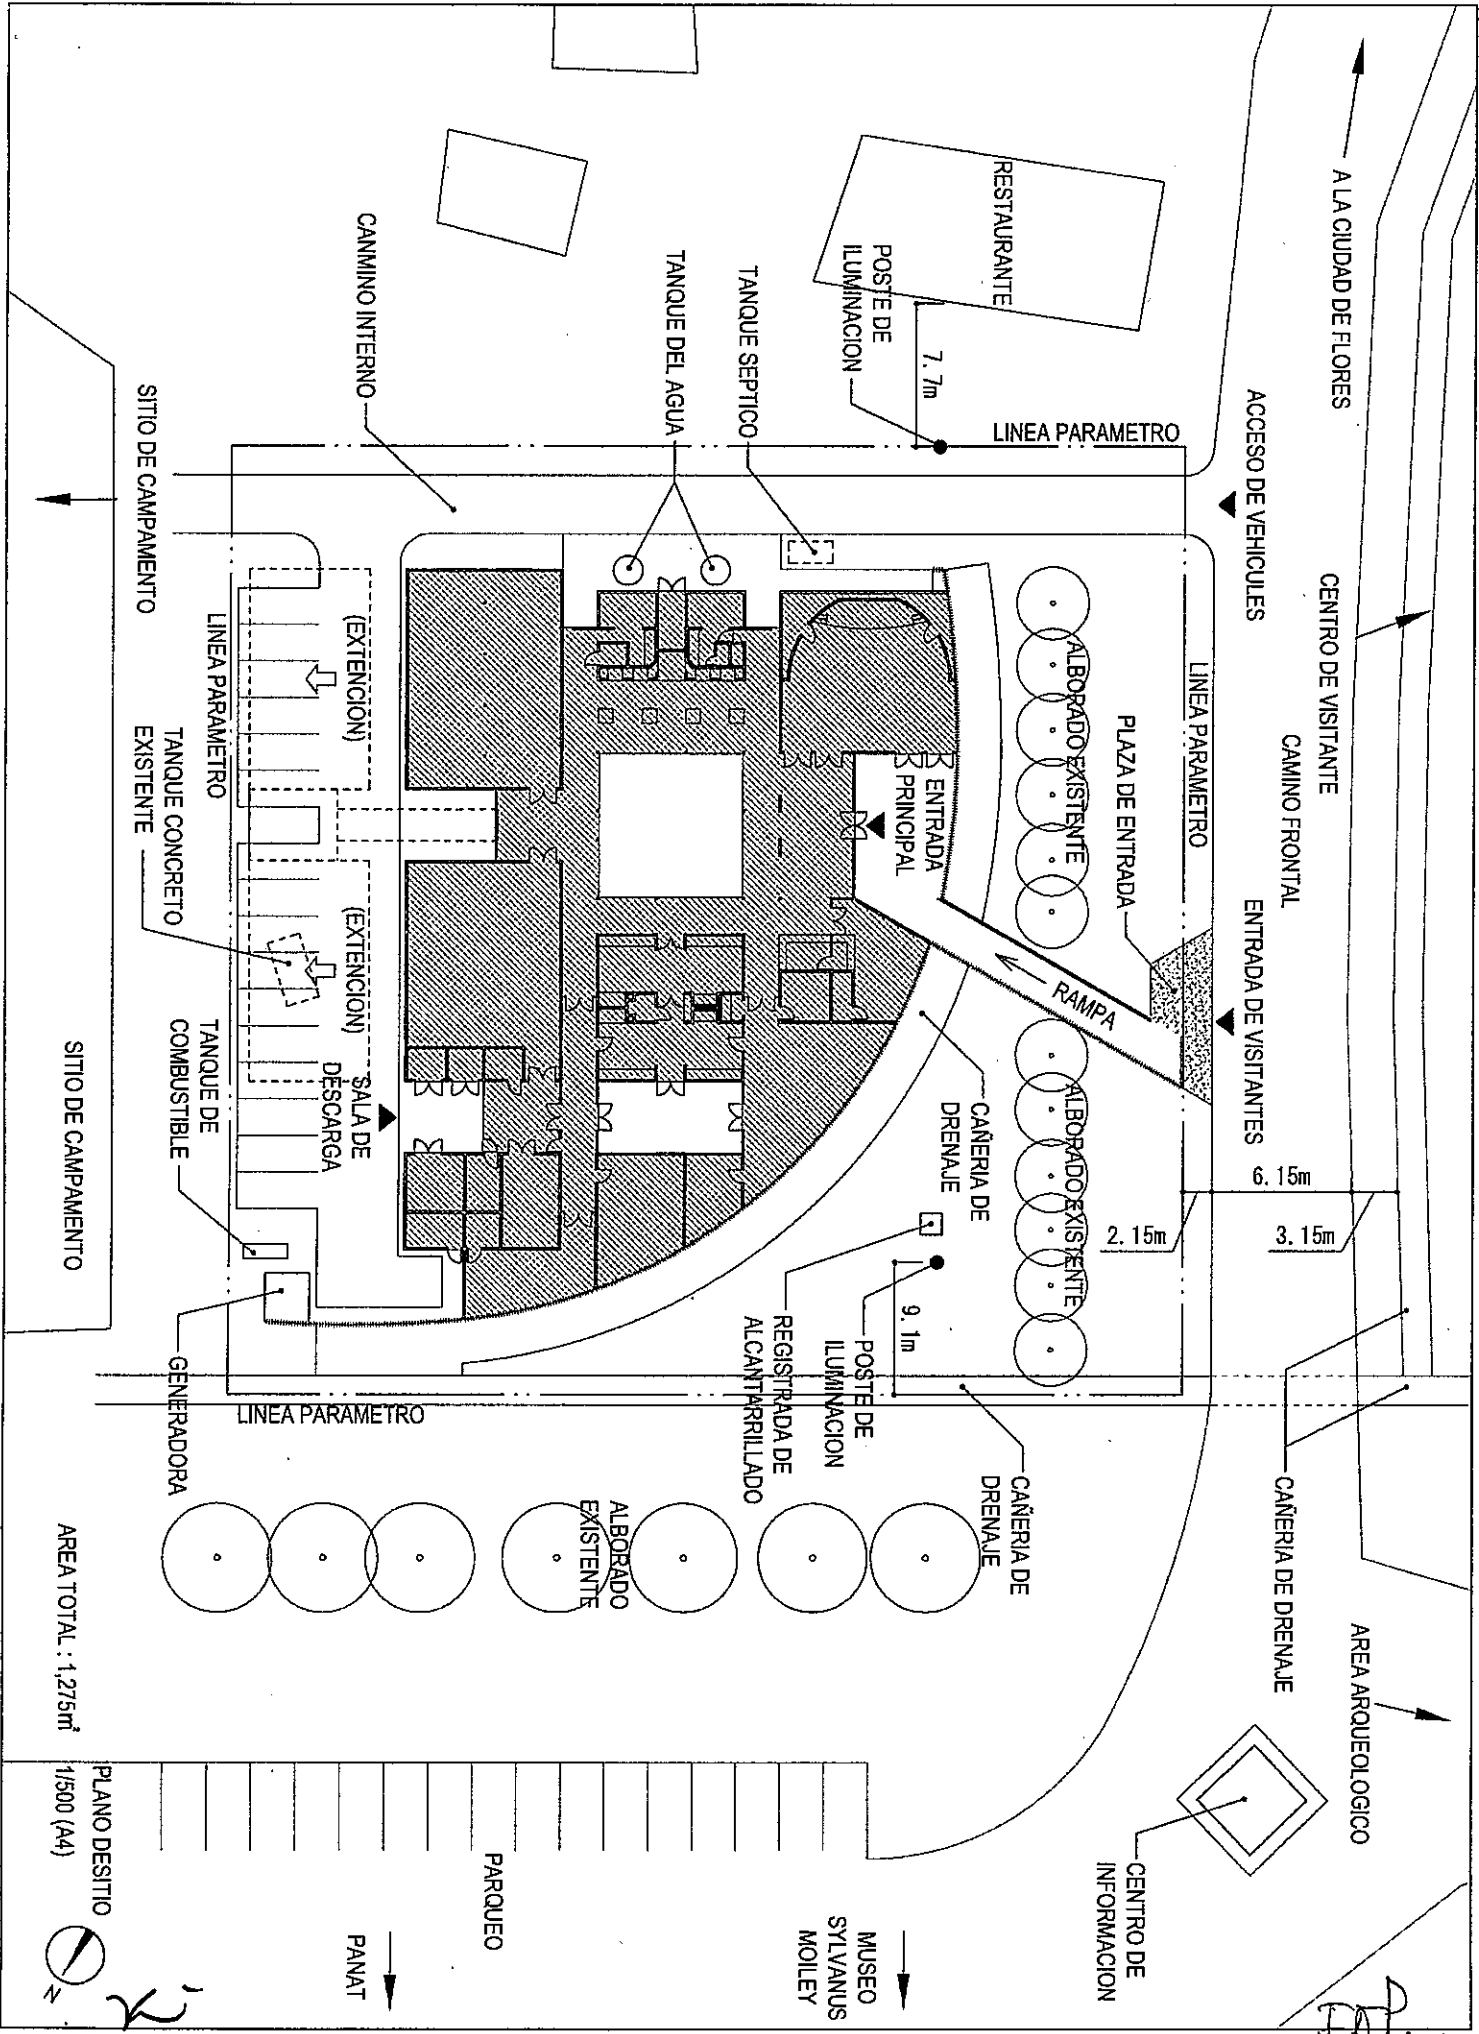 A LA CIUDAD DE FLORES
CENTRO DE VISITANTE
CAMINO FRONTAL
AREA ARQUEOLOGICO
ACCESO DE VEHICULES
ENTRADA DE VISITANTES
6.15m
3.15m
2.15m
CAÑERIA DE DRENAJE
CENTRO DE
INFORMACION
LINEA PARAMETRO
LINEA PARAMETRO
PLAZA DE ENTRADA
RESTAURANTE
ALBORADO EXISTENTE
ALBORADO EXISTENTE
RAMPA
CAÑERIA DE
DRENAJE
CAÑERIA DE
DRENAJE
7.7m
POSTE DE
ILUMINACION
ENTRADA
PRINCIPAL
9.1m
POSTE DE
ILUMINACION
REGISTRADA DE
ALCANTARRILLADO
MUSEO
SYLVANUS
MOILEY
TANQUE SEPTICO
TANQUE DEL AGUA
ALBORADO
EXISTENTE
PARQUEO
CANMINO INTERNO
(EXTENCION)
(EXTENCION)
SALA DE
DESCARGA
PANAT
LINEA PARAMETRO
LINEA PARAMETRO
TANQUE CONCRETO
EXISTENTE
TANQUE DE
COMBUSTIBLE
GENERADORA
SITIO DE CAMPAMENTO
SITIO DE CAMPAMENTO
AREA TOTAL : 1,275m²
PLANO DESITIO
1/500 (A4)
N